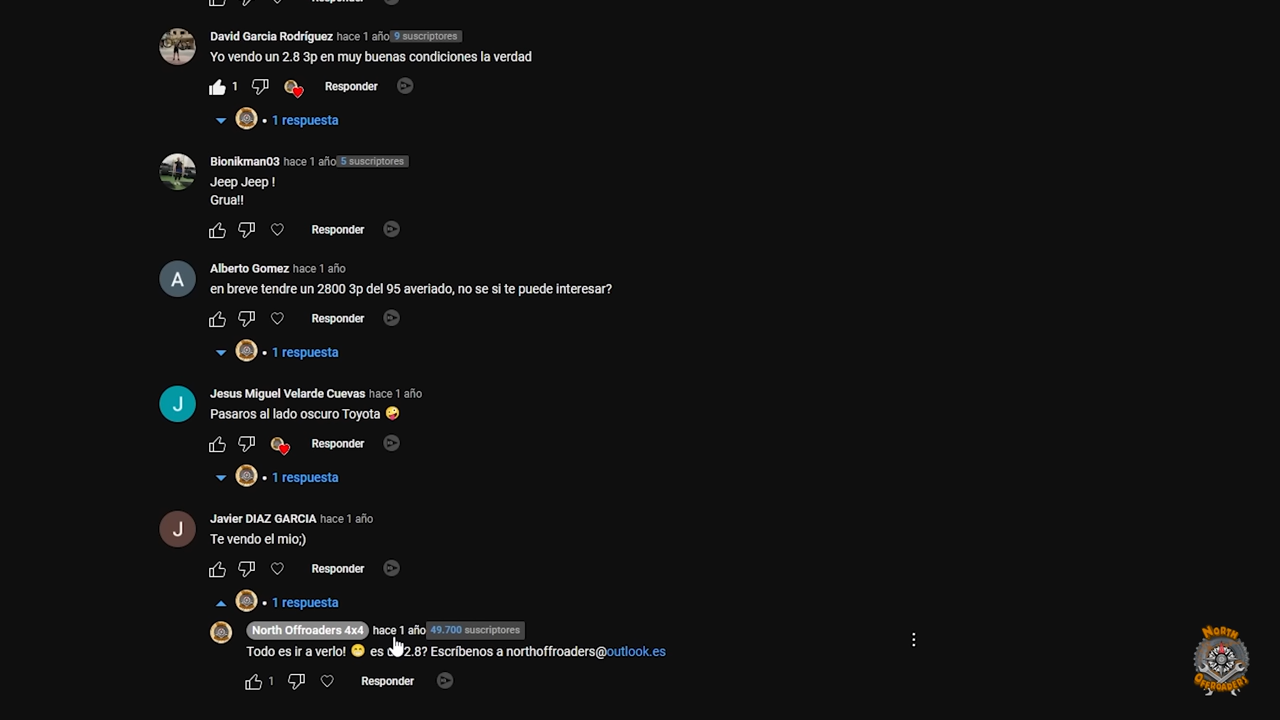 Responder
David Garcia Rodríguez hace 1 año 9 suscriptores
Yo vendo un 2.8 3p en muy buenas condiciones la verdad
1 Responder
• 1 respuesta
Bionikman03 hace 1 año 5 suscriptores
Jeep Jeep !
Grua!!
Responder
A
Alberto Gomez hace 1 año
en breve tendre un 2800 3p del 95 averiado, no se si te puede interesar?
Responder
• 1 respuesta
J
Jesus Miguel Velarde Cuevas hace 1 año
Pasaros al lado oscuro Toyota 🤪
Responder
• 1 respuesta
J
Javier DIAZ GARCIA hace 1 año
Te vendo el mio;)
Responder
• 1 respuesta
North Offroaders 4x4 hace 1 año 49.700 suscriptores
Todo es ir a verlo! 😁 es 2.8? Escríbenos a northoffroaders@outlook.es
1 Responder
NORTH
OFFROADERS